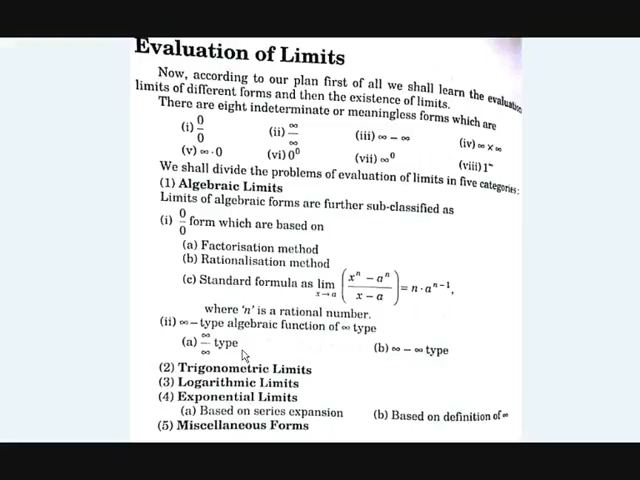 Evaluation of Limits
Now, according to our plan first of all we shall learn the evaluation
limits of different forms and then the existence of limits.
There are eight indeterminate or meaningless forms which are
(i) 0/0 (ii) ∞/∞ (iii) ∞ − ∞ (iv) ∞ × ∞
(v) ∞ · 0 (vi) 0⁰ (vii) ∞⁰ (viii) 1^∞
We shall divide the problems of evaluation of limits in five categories:
(1) Algebraic Limits
Limits of algebraic forms are further sub-classified as
(i) 0/0 form which are based on
(a) Factorisation method
(b) Rationalisation method
(c) Standard formula as lim x→a ((xⁿ − aⁿ)/(x − a)) = n · aⁿ⁻¹,
where 'n' is a rational number.
(ii) ∞ − type algebraic function of ∞ type
(a) ∞/∞ type (b) ∞ − ∞ type
(2) Trigonometric Limits
(3) Logarithmic Limits
(4) Exponential Limits
(a) Based on series expansion (b) Based on definition of ∞
(5) Miscellaneous Forms